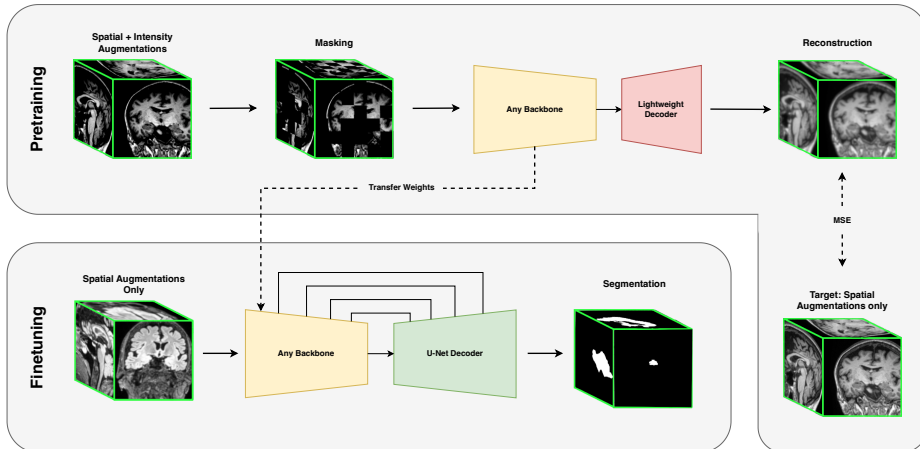 Pretraining
Spatial + Intensity
Augmentations
Masking
Any Backbone
Lightweight
Decoder
Reconstruction
Transfer Weights
MSE
Finetuning
Spatial Augmentations
Only
Any Backbone
U-Net Decoder
Segmentation
Target: Spatial
Augmentations only